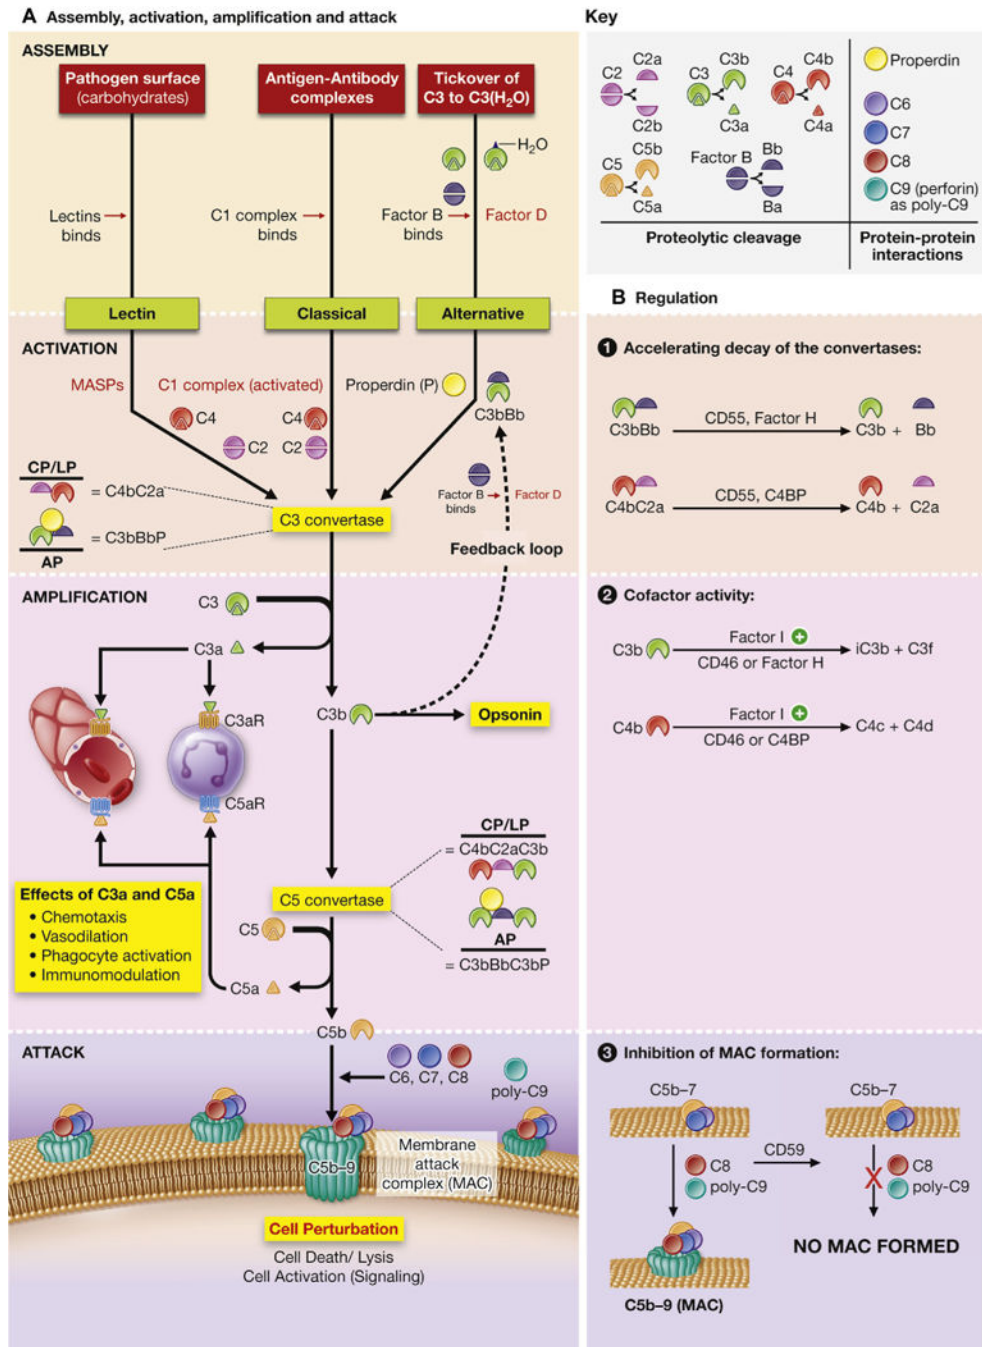 A Assembly, activation, amplification and attack
ASSEMBLY
Pathogen surface
(carbohydrates)
Antigen-Antibody
complexes
Tickover of
C3 to C3(H₂O)
H₂O
Lectins
binds
C1 complex
binds
Factor B
binds
Factor D
Lectin
Classical
Alternative
ACTIVATION
MASPs
C1 complex (activated)
Properdin (P)
C3bBb
C4
C4
C2
C2
CP/LP
= C4bC2a
= C3bBbP
AP
C3 convertase
Factor B
binds
Factor D
Feedback loop
AMPLIFICATION
C3
C3a
C3aR
C5aR
C3b
Opsonin
CP/LP
= C4bC2aC3b
C5 convertase
AP
= C3bBbC3bP
Effects of C3a and C5a
• Chemotaxis
• Vasodilation
• Phagocyte activation
• Immunomodulation
C5
C5a
C5b
ATTACK
C6, C7, C8
poly-C9
C5b–9
Membrane
attack
complex (MAC)
Cell Perturbation
Cell Death/ Lysis
Cell Activation (Signaling)
Key
C2
C2a
C2b
C3
C3b
C3a
C4
C4b
C4a
C5
C5b
C5a
Factor B
Bb
Ba
Properdin
C6
C7
C8
C9 (perforin)
as poly-C9
Proteolytic cleavage
Protein-protein
interactions
B Regulation
1 Accelerating decay of the convertases:
C3bBb
CD55, Factor H
C3b + Bb
C4bC2a
CD55, C4BP
C4b + C2a
2 Cofactor activity:
C3b
Factor I +
CD46 or Factor H
iC3b + C3f
C4b
Factor I +
CD46 or C4BP
C4c + C4d
3 Inhibition of MAC formation:
C5b–7
C5b–7
CD59
C8
poly-C9
X
C8
poly-C9
NO MAC FORMED
C5b–9 (MAC)